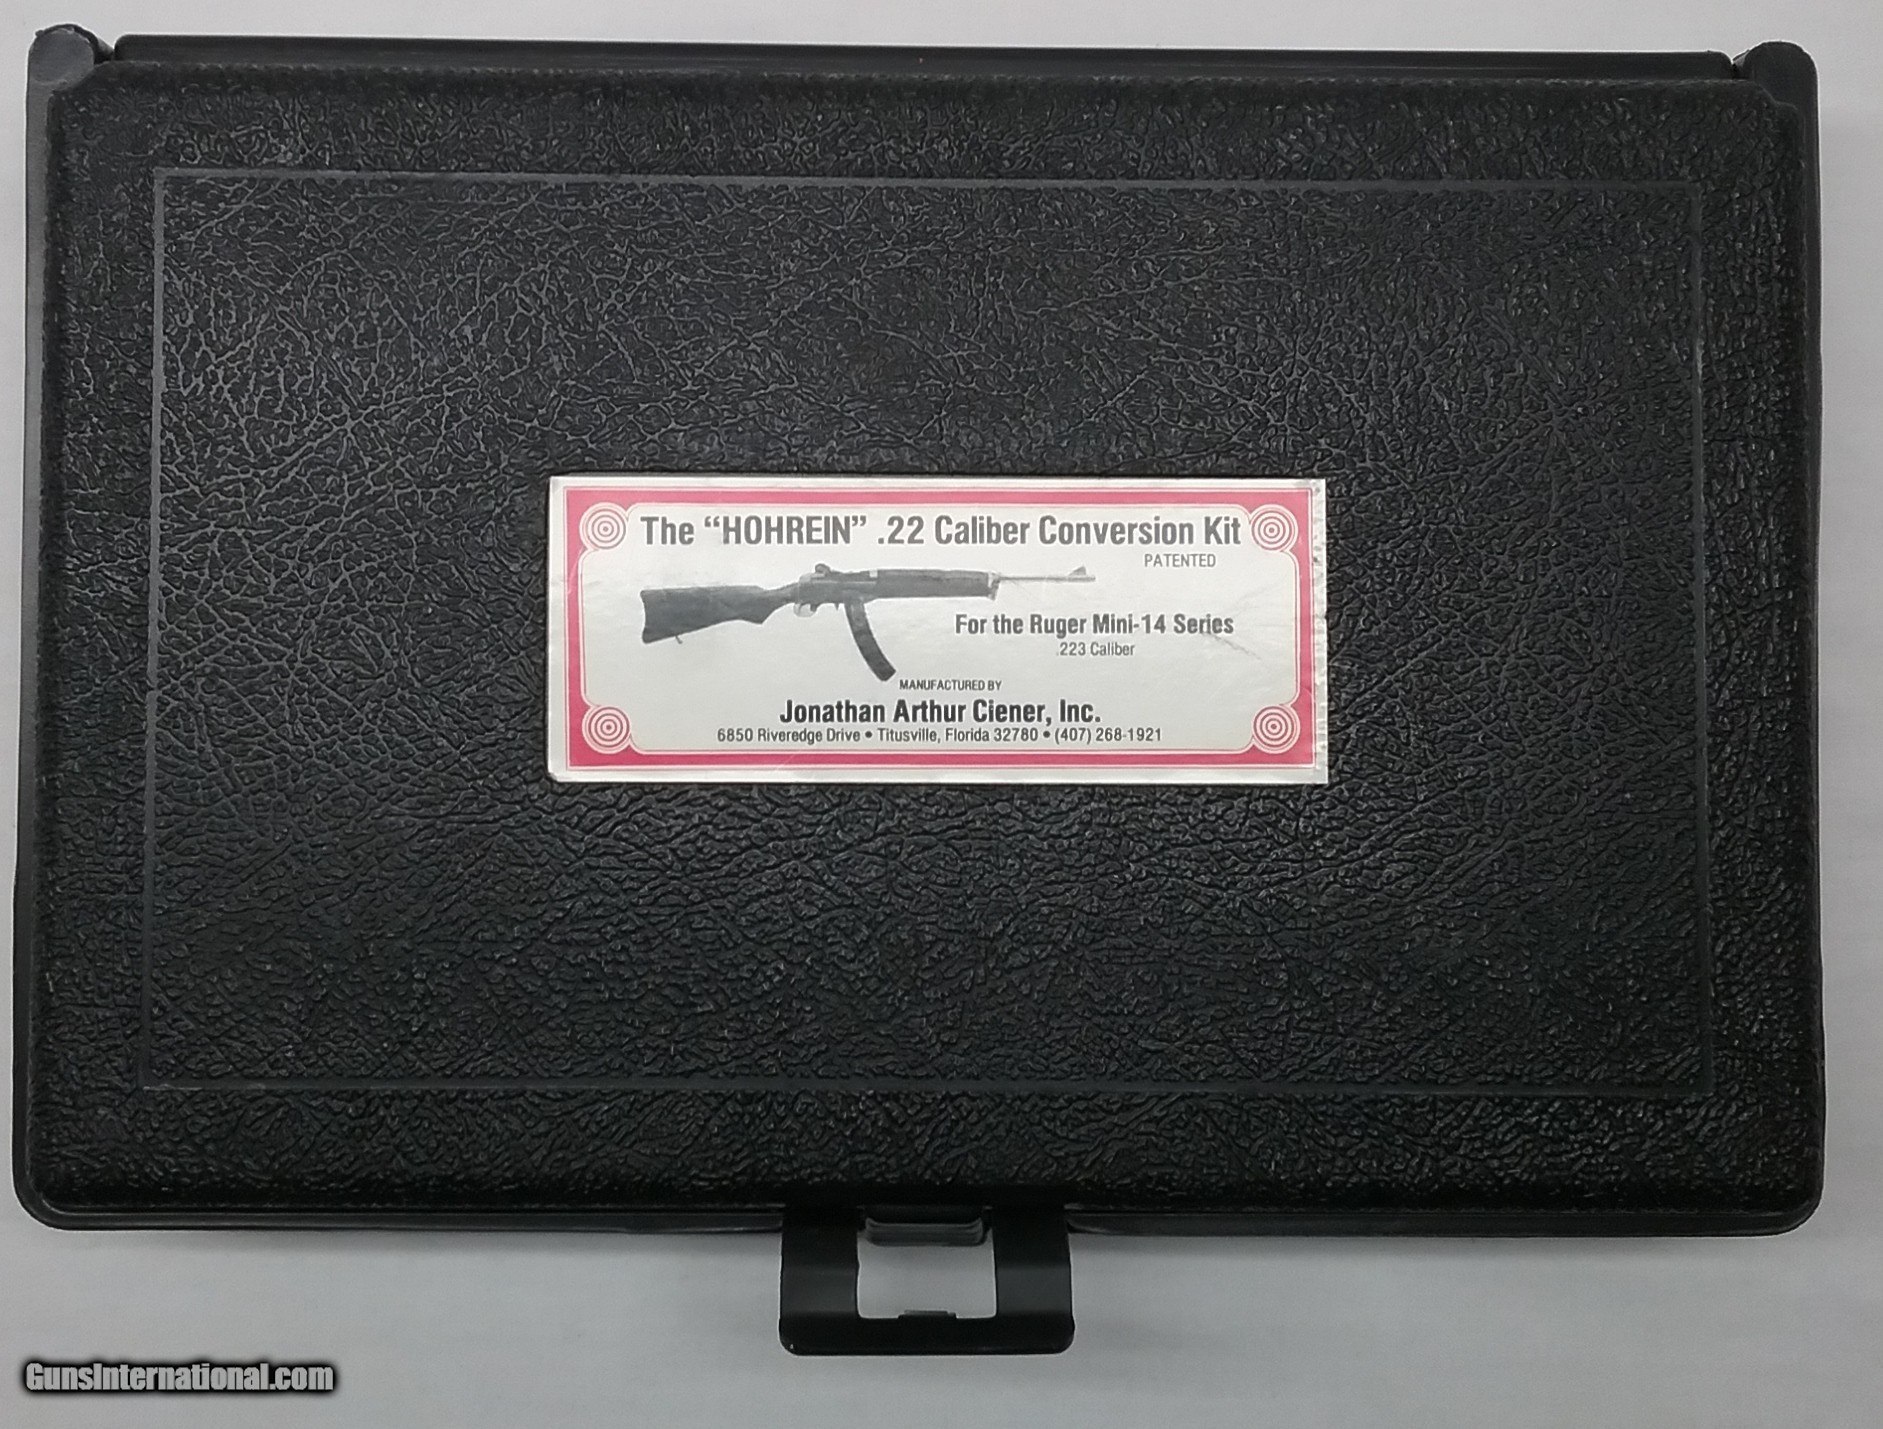 The “HOHREIN” .22 Caliber Conversion Kit
PATENTED
For the Ruger Mini-14 Series
.223 Caliber
MANUFACTURED BY
Jonathan Arthur Ciener, Inc.
6850 Riveredge Drive • Titusville, Florida 32780 • (407) 268-1921
GunsInternational.com